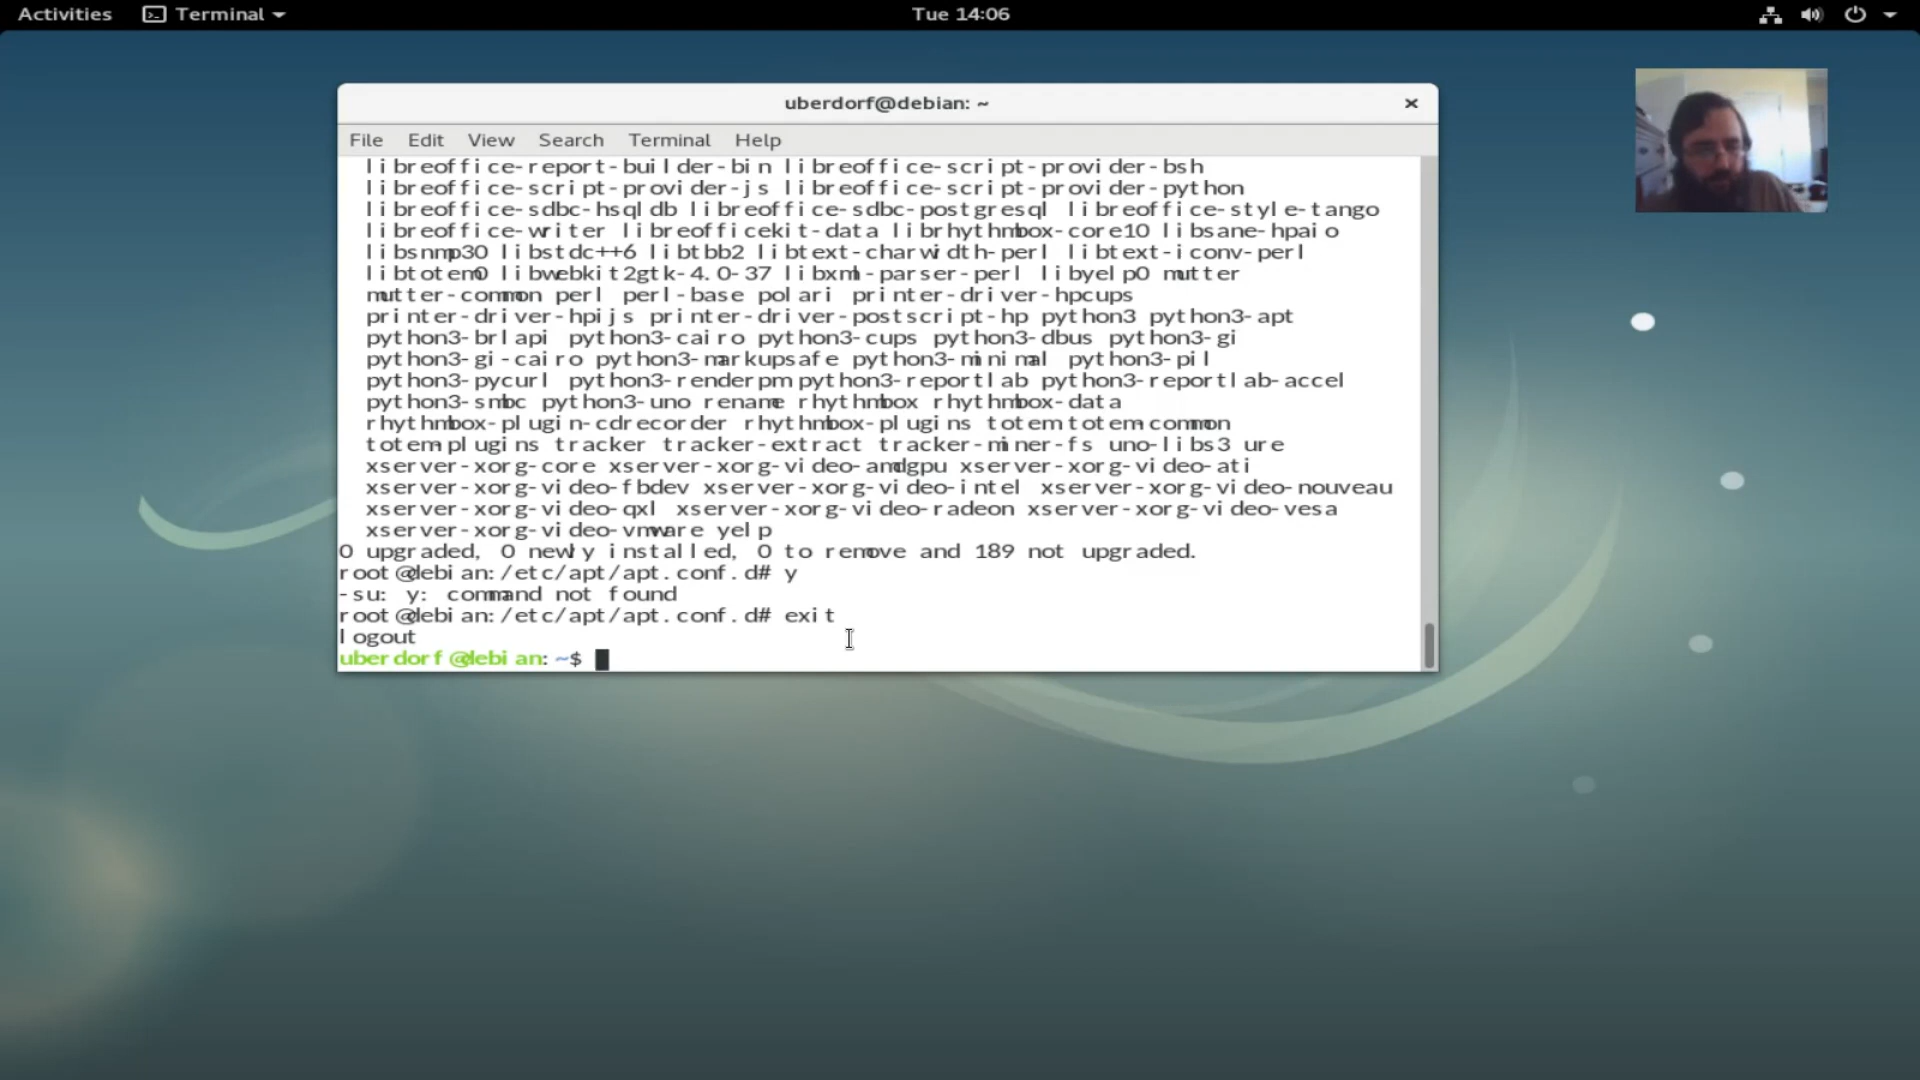 Activities Terminal Tue 14:06
uberdorf@debian: ~
File Edit View Search Terminal Help
libreoffice-report-builder-bin libreoffice-script-provider-bsh
libreoffice-script-provider-js libreoffice-script-provider-python
libreoffice-sdbc-hsqldb libreoffice-sdbc-postgresql libreoffice-style-tango
libreoffice-writer libreofficekit-data librhythmbox-core10 libsane-hpaio
libsnmp30 libstdc++6 libtbb2 libtext-charwidth-perl libtext-iconv-perl
libtotem0 libwebkit2gtk-4.0-37 libxml-parser-perl libyelp0 mutter
mutter-common perl perl-base polari printer-driver-hpcups
printer-driver-hpijs printer-driver-postscript-hp python3 python3-apt
python3-brlapi python3-cairo python3-cups python3-dbus python3-gi
python3-gi-cairo python3-markupsafe python3-minimal python3-pil
python3-pycurl python3-renderpm python3-reportlab python3-reportlab-accel
python3-smbc python3-uno rename rhythmbox rhythmbox-data
rhythmbox-plugin-cdrecorder rhythmbox-plugins totem totem-common
totem-plugins tracker tracker-extract tracker-miner-fs uno-libs3 ure
xserver-xorg-core xserver-xorg-video-amdgpu xserver-xorg-video-ati
xserver-xorg-video-fbdev xserver-xorg-video-intel xserver-xorg-video-nouveau
xserver-xorg-video-qxl xserver-xorg-video-radeon xserver-xorg-video-vesa
xserver-xorg-video-vmware yelp
0 upgraded, 0 newly installed, 0 to remove and 189 not upgraded.
root@debian:/etc/apt/apt.conf.d# y
-su: y: command not found
root@debian:/etc/apt/apt.conf.d# exit
logout
uberdorf@debian:~$